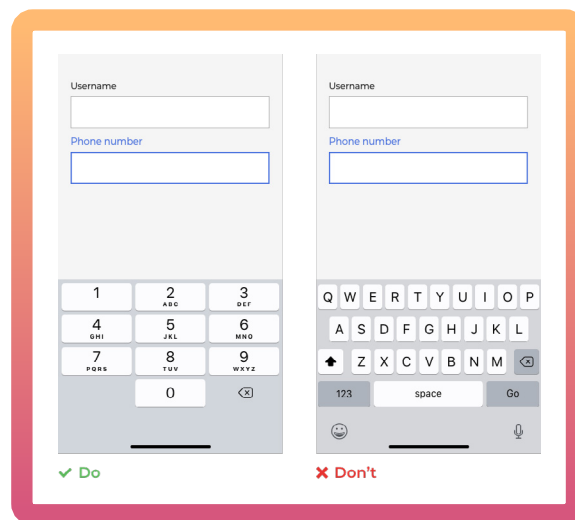 Username
Phone number
1
2
ABC
3
DEF
4
GHI
5
JKL
6
MNO
7
PQRS
8
TUV
9
WXYZ
0
Do
Username
Phone number
Q W E R T Y U I O P
A S D F G H J K L
Z X C V B N M
123 space Go
Don't